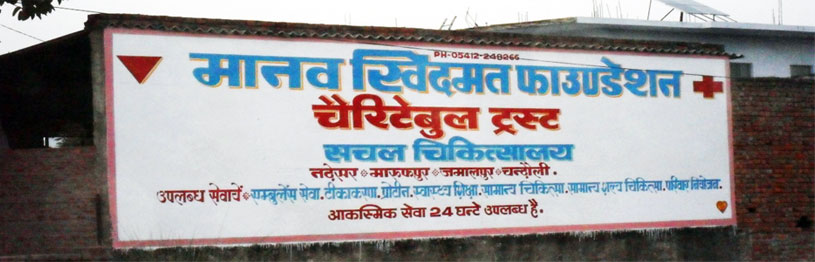 PH-05412-248266
मानव खिदमत फाउण्डेशन
चैरिटेबुल ट्रस्ट
सचल चिकित्सालय
नदेसर - मारुफपुर - जमालपुर - चन्दौली.
उपलब्ध सेवायें - एम्बुलेंस सेवा. टीकाकरण. प्रोटीन. स्वास्थ्य शिक्षा. सामान्य चिकित्सा. सामान्य शल्य चिकित्सा. परिवार नियोजन.
आकस्मिक सेवा 24 घन्टे उपलब्ध है.